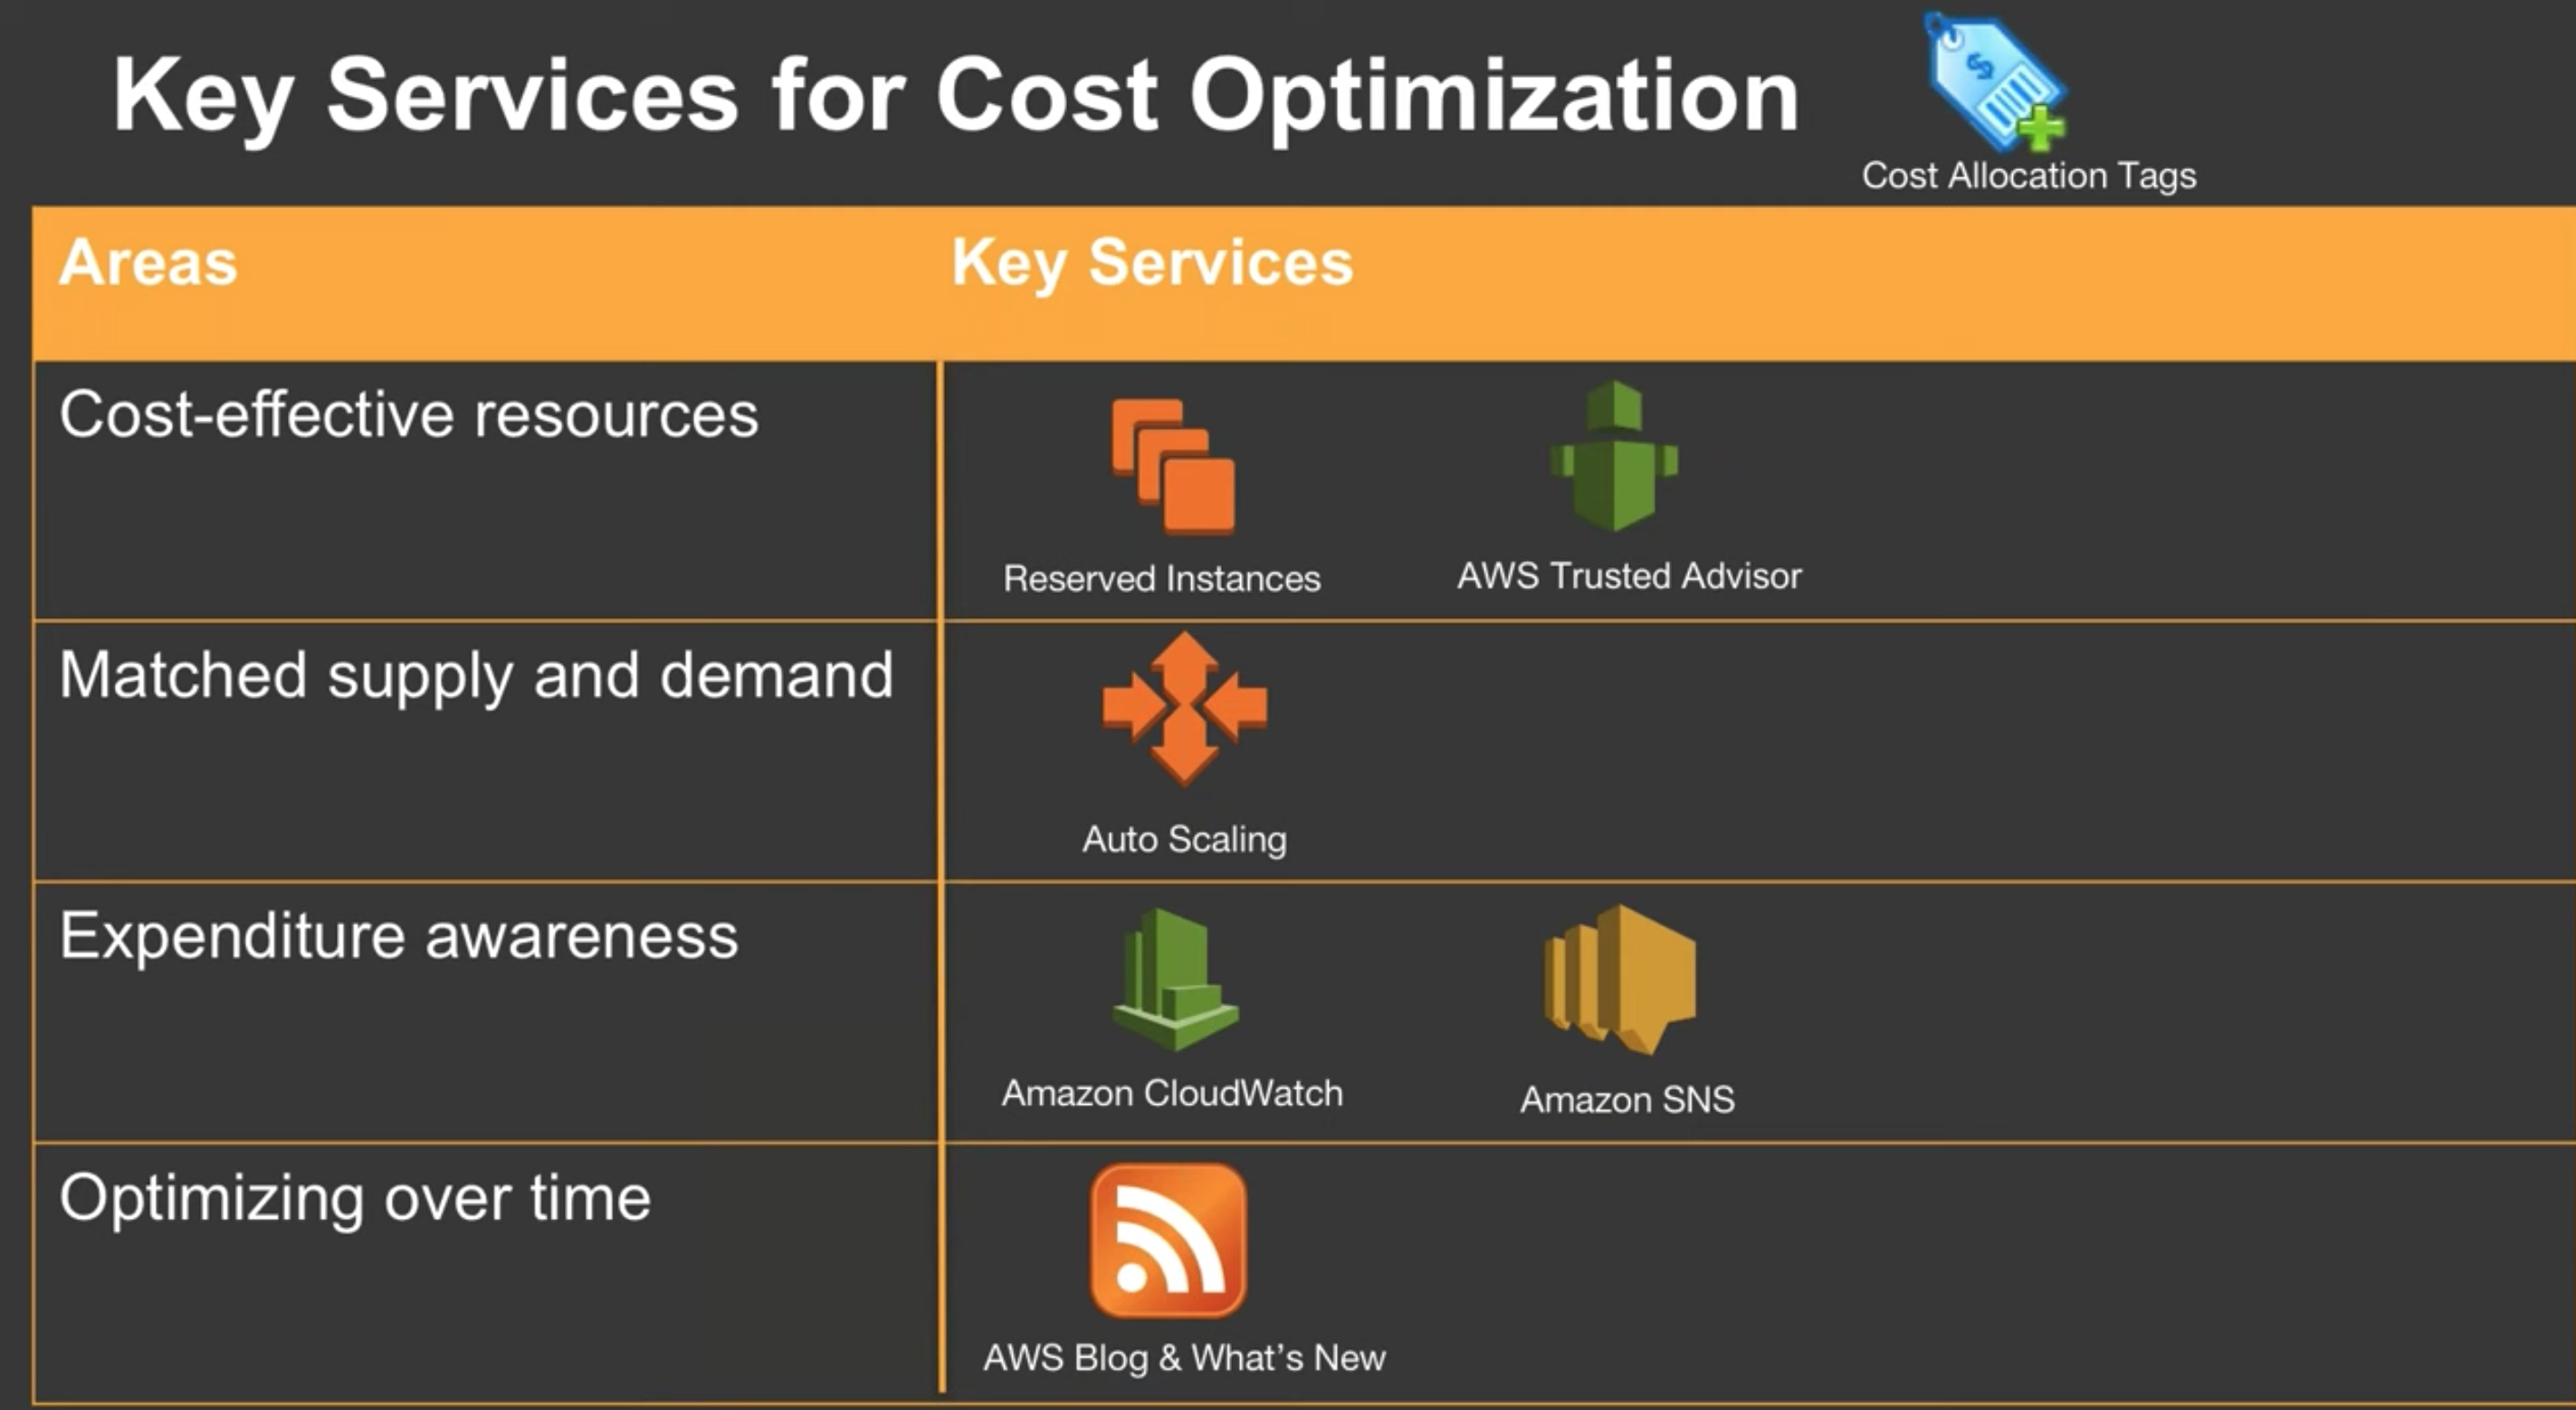 Key Services for Cost Optimization
$
Cost Allocation Tags
Areas
Key Services
Cost-effective resources
Reserved Instances
AWS Trusted Advisor
Matched supply and demand
Auto Scaling
Expenditure awareness
Amazon CloudWatch
Amazon SNS
Optimizing over time
AWS Blog & What’s New